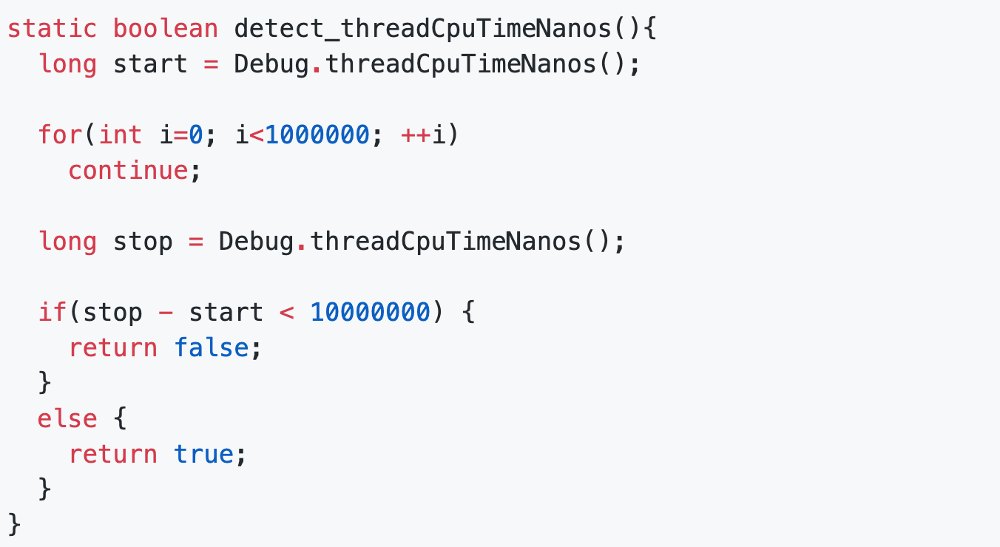 static boolean detect_threadCpuTimeNanos(){
  long start = Debug.threadCpuTimeNanos();

  for(int i=0; i<1000000; ++i)
    continue;

  long stop = Debug.threadCpuTimeNanos();

  if(stop - start < 10000000) {
    return false;
  }
  else {
    return true;
  }
}